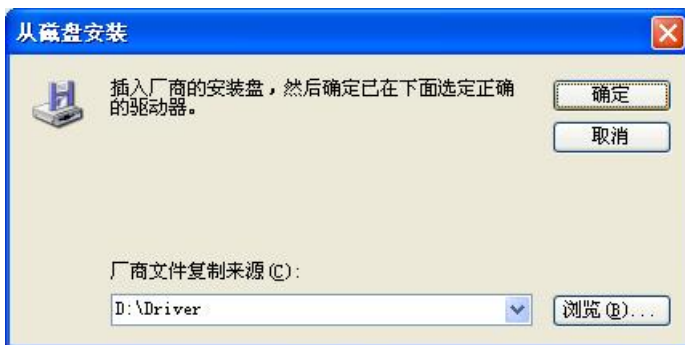 从磁盘安装
插入厂商的安装盘，然后确定已在下面选定正确
的驱动器。
确定
取消
厂商文件复制来源(C):
D:\Driver
浏览(B)...